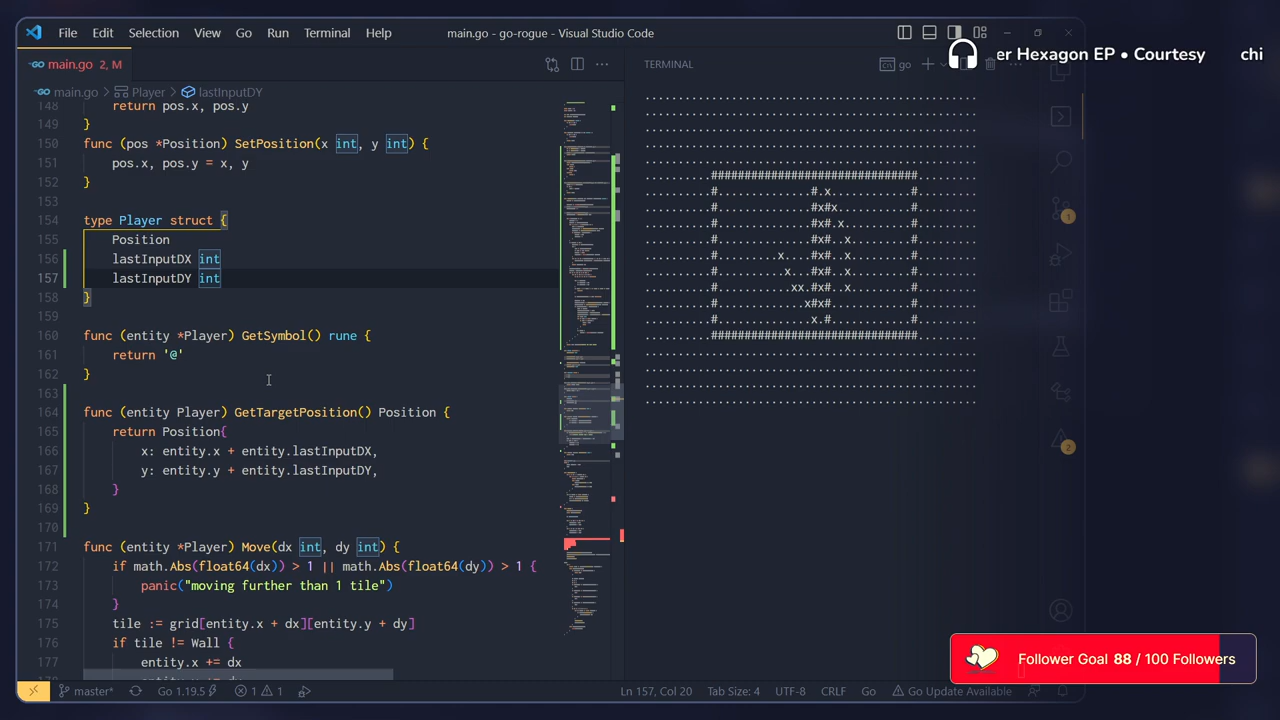 File Edit Selection View Go Run Terminal Help main.go - go-rogue - Visual Studio Code
er Hexagon EP • Courtesy chi
main.go 2, M
TERMINAL
go
main.go > Player > lastInputDY
148 return pos.x, pos.y
149 }
150 func (pos *Position) SetPosition(x int, y int) {
151 pos.x, pos.y = x, y
152 }
153
154 type Player struct {
155 Position
156 lastInputDX int
157 lastInputDY int
158 }
159
160 func (entity *Player) GetSymbol() rune {
161 return '@'
162 }
163
164 func (entity Player) GetTargetPosition() Position {
165 return Position{
166 x: entity.x + entity.lastInputDX,
167 y: entity.y + entity.lastInputDY,
168 }
169 }
170
171 func (entity *Player) Move(dx int, dy int) {
172 if math.Abs(float64(dx)) > 1 || math.Abs(float64(dy)) > 1 {
173 panic("moving further than 1 tile")
174 }
175 tile := grid[entity.x + dx][entity.y + dy]
176 if tile != Wall {
177 entity.x += dx
1
2
Follower Goal 88 / 100 Followers
master* Go 1.19.5 1 1 Ln 157, Col 20 Tab Size: 4 UTF-8 CRLF Go Go Update Available